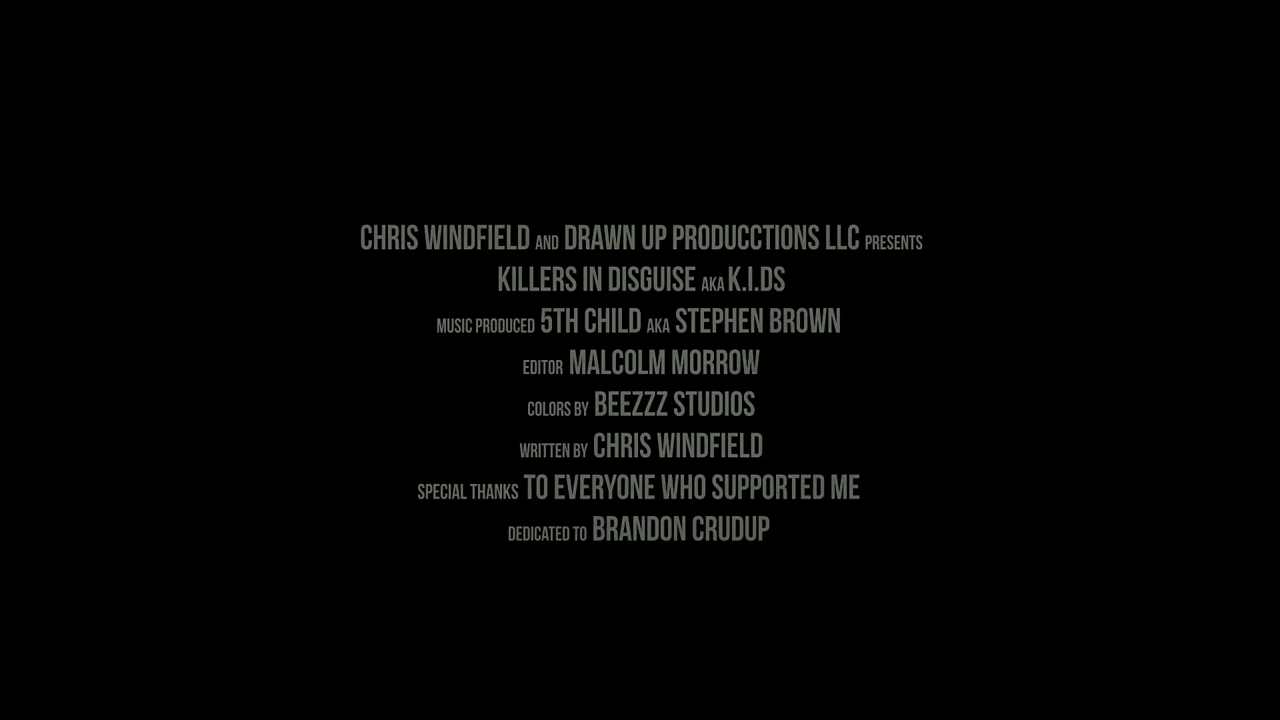 CHRIS WINDFIELD AND DRAWN UP PRODUCCTIONS LLC PRESENTS
KILLERS IN DISGUISE AKA K.I.DS
MUSIC PRODUCED 5TH CHILD AKA STEPHEN BROWN
EDITOR MALCOLM MORROW
COLORS BY BEEZZZ STUDIOS
WRITTEN BY CHRIS WINDFIELD
SPECIAL THANKS TO EVERYONE WHO SUPPORTED ME
DEDICATED TO BRANDON CRUDUP